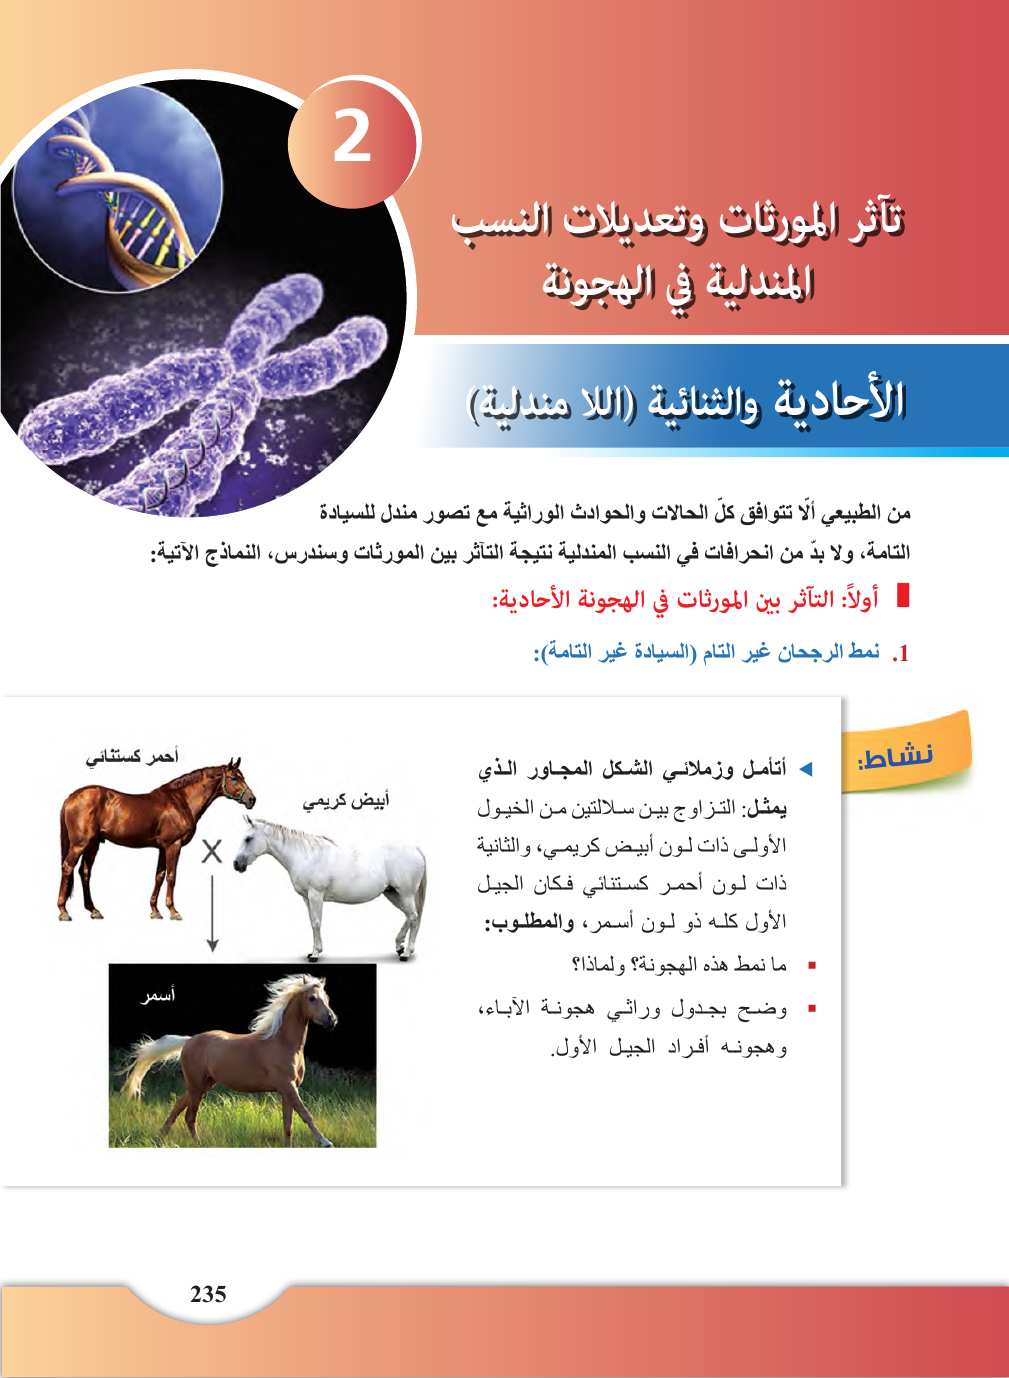 2
تآثر المورثات وتعديلات النسب
المندلية في الهجونة
الأحادية والثنائية (اللا مندلية)
من الطبيعي ألّا تتوافق كلّ الحالات والحوادث الوراثية مع تصور مندل للسيادة
التامة، ولا بدّ من انحرافات في النسب المندلية نتيجة التآثر بين المورثات وسندرس، النماذج الآتية:
أولاً: التآثر بين المورثات في الهجونة الأحادية:
1. نمط الرجحان غير التام (السيادة غير التامة):
نشاط:
أتأمل وزملائي الشكل المجاور الذي
يمثل: التزاوج بين سلالتين من الخيول
الأولى ذات لون أبيض كريمي، والثانية
ذات لون أحمر كستنائي فكان الجيل
الأول كله ذو لون أسمر، والمطلوب:
ما نمط هذه الهجونة؟ ولماذا؟
وضح بجدول وراثي هجونة الآباء،
وهجونه أفراد الجيل الأول.
أحمر كستنائي
أبيض كريمي
X
أسمر
235